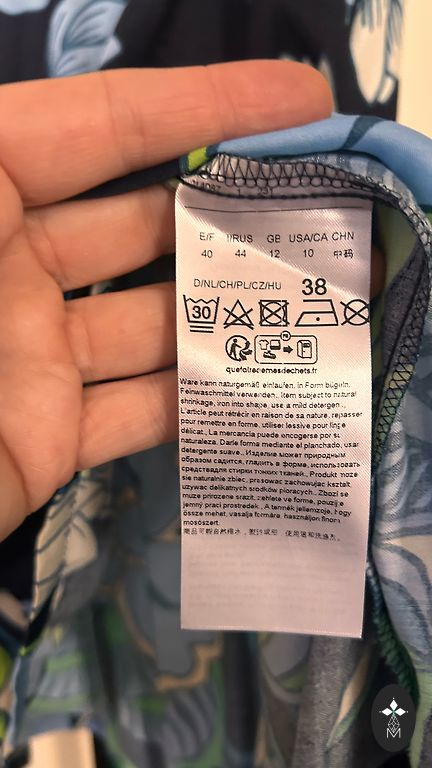 E/F I/RUS GB USA/CA CHN
40 44 12 10 中码
D/NL/CH/PL/CZ/HU 38
30
FR
quefairedemesdechets.fr
Ware kann naturgemäß einlaufen, in Form bügeln.
Feinwaschmittel verwenden.. Item subject to natural
shrinkage, iron into shape, use a mild detergent..
L'article peut rétrécir en raison de sa nature, repasser
pour remettre en forme, utiliser lessive pour linge
délicat.. La mercancía puede encogerse por su
naturaleza. Darle forma mediante el planchado, usar
detergente suave.. Изделие может природным
образом садится, гладить в форме, использовать
средства для стирки тонких тканей.. Produkt może
się naturalnie zbiec, prasować zachowując kształt
używać delikatnych środków piorących.. Zboží se
může přirozeně srazit, žehlete ve formě, použijte
jemný prací prostředek.. A termék jellemzője, hogy
össze mehet, vasalja formára, használjon finom
mosószert.
M